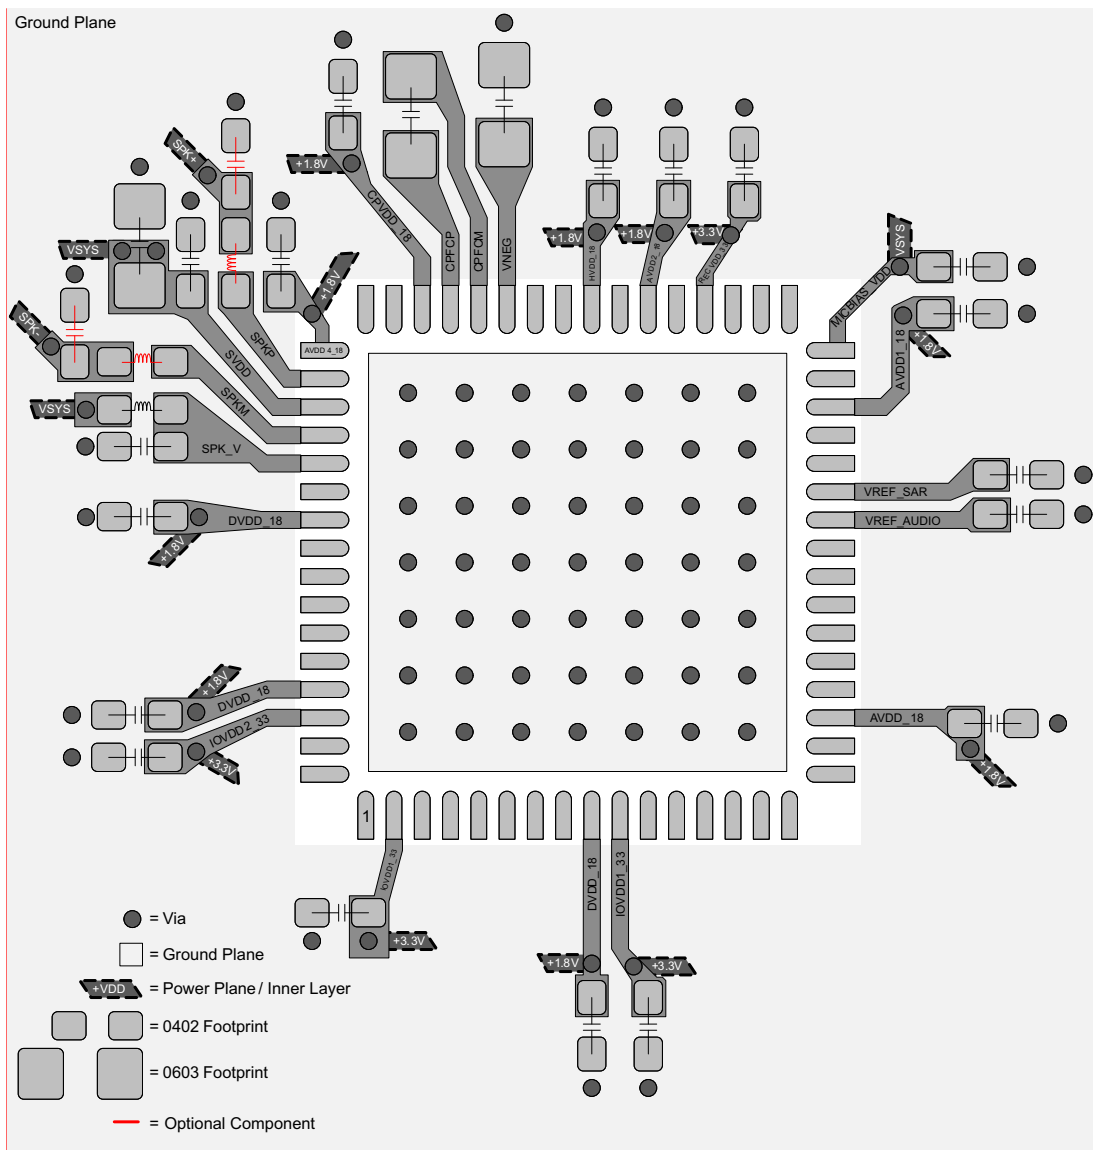 Ground Plane
SPK+
+1.8V
CPVDD_18
CPFCP
CPFCM
VNEG
+1.8V
HVDD_18
+1.8V
AVDD2_18
+3.3V
RECVDD33
VSYS
VSYS
+1.8V
MICBIAS_VDD
SPK-
AVDD4_18
SPKP
SVDD
SPKM
AVDD1_18
+1.8V
VSYS
SPK_V
VREF_SAR
DVDD_18
VREF_AUDIO
+1.8V
+1.8V
DVDD_18
IOVDD2_33
+3.3V
AVDD_18
+1.8V
1
IOVDD1_33
DVDD_18
IOVDD1_33
+3.3V
+1.8V
+3.3V
= Via
= Ground Plane
+VDD = Power Plane / Inner Layer
= 0402 Footprint
= 0603 Footprint
= Optional Component